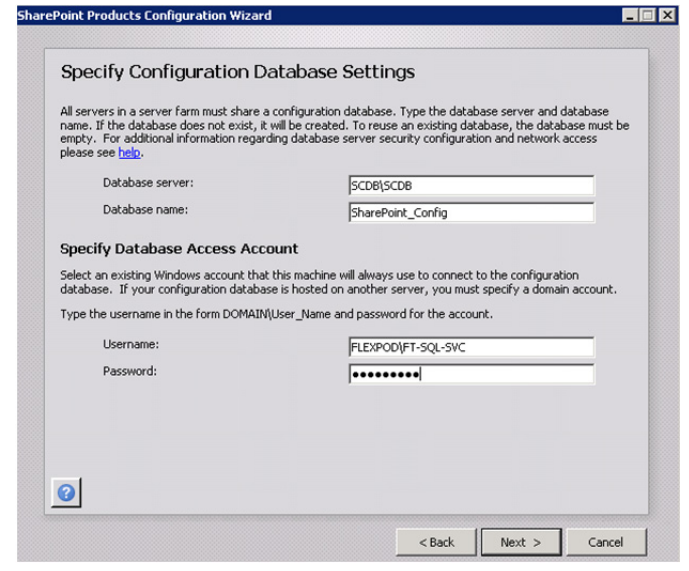 SharePoint Products Configuration Wizard
Specify Configuration Database Settings
All servers in a server farm must share a configuration database. Type the database server and database
name. If the database does not exist, it will be created. To reuse an existing database, the database must be
empty. For additional information regarding database server security configuration and network access
please see help.
Database server:
SCDB\SCDB
Database name:
SharePoint_Config
Specify Database Access Account
Select an existing Windows account that this machine will always use to connect to the configuration
database. If your configuration database is hosted on another server, you must specify a domain account.
Type the username in the form DOMAIN\User_Name and password for the account.
Username:
FLEXPOD\FT-SQL-SVC
Password:
●●●●●●●●●
?
< Back
Next >
Cancel